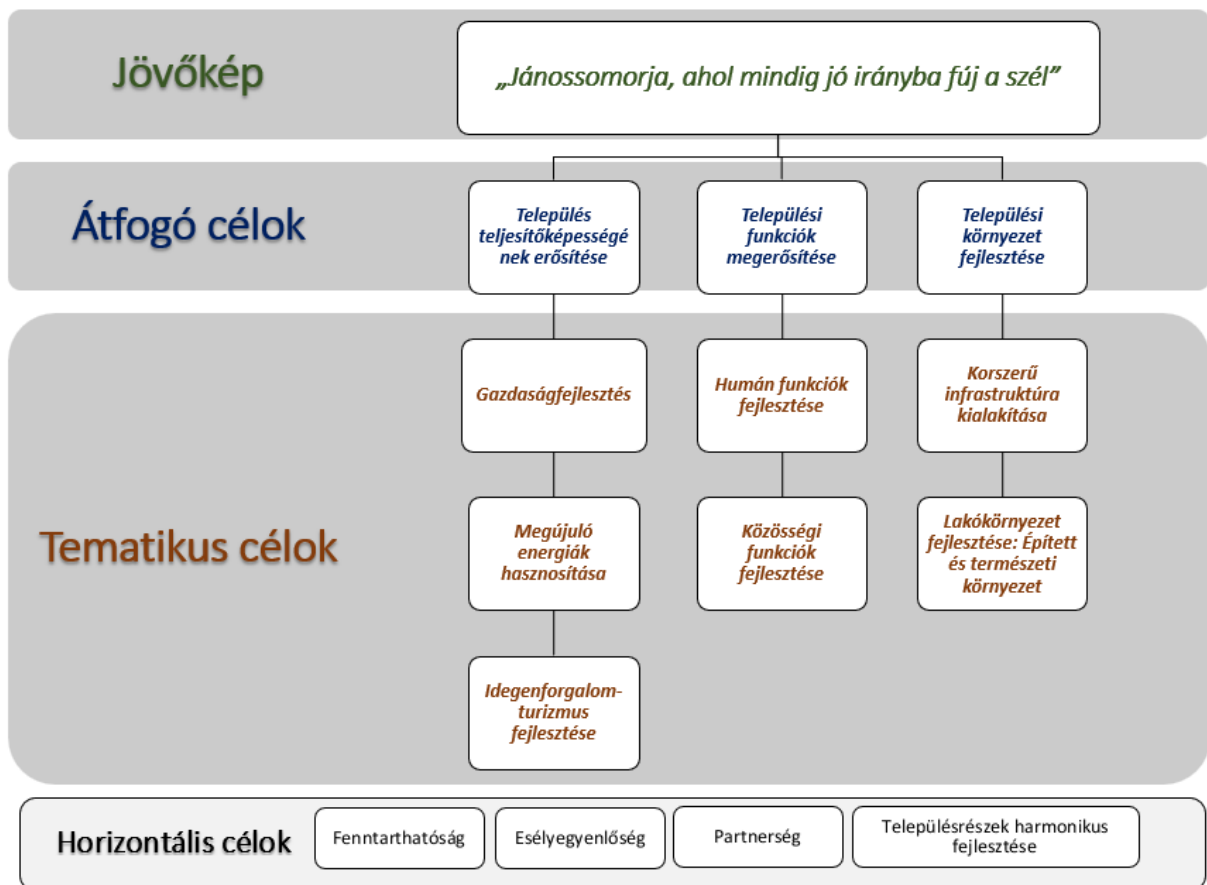 Jövőkép
„Jánossomorja, ahol mindig jó irányba fúj a szél”
Átfogó célok
Település
teljesítőképességé
nek erősítése
Települési
funkciók
megerősítése
Települési
környezet
fejlesztése
Tematikus célok
Gazdaságfejlesztés
Humán funkciók
fejlesztése
Korszerű
infrastruktúra
kialakítása
Megújuló
energiák
hasznosítása
Közösségi
funkciók
fejlesztése
Lakókörnyezet
fejlesztése: Épített
és természeti
környezet
Idegenforgalom-
turizmus
fejlesztése
Horizontális célok
Fenntarthatóság
Esélyegyenlőség
Partnerség
Településrészek harmonikus
fejlesztése